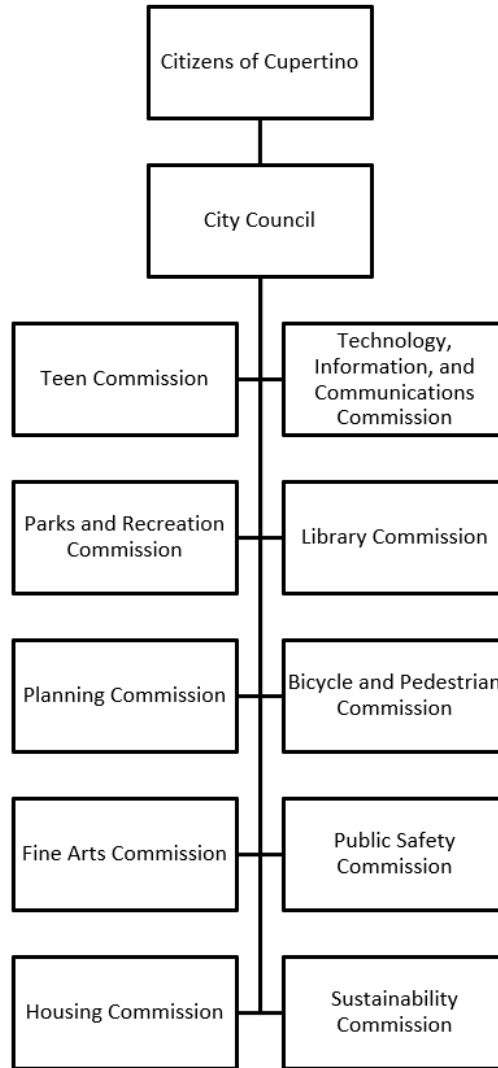 Citizens of Cupertino
City Council
Teen Commission
Technology,
Information, and
Communications
Commission
Parks and Recreation
Commission
Library Commission
Planning Commission
Bicycle and Pedestrian
Commission
Fine Arts Commission
Public Safety
Commission
Housing Commission
Sustainability
Commission